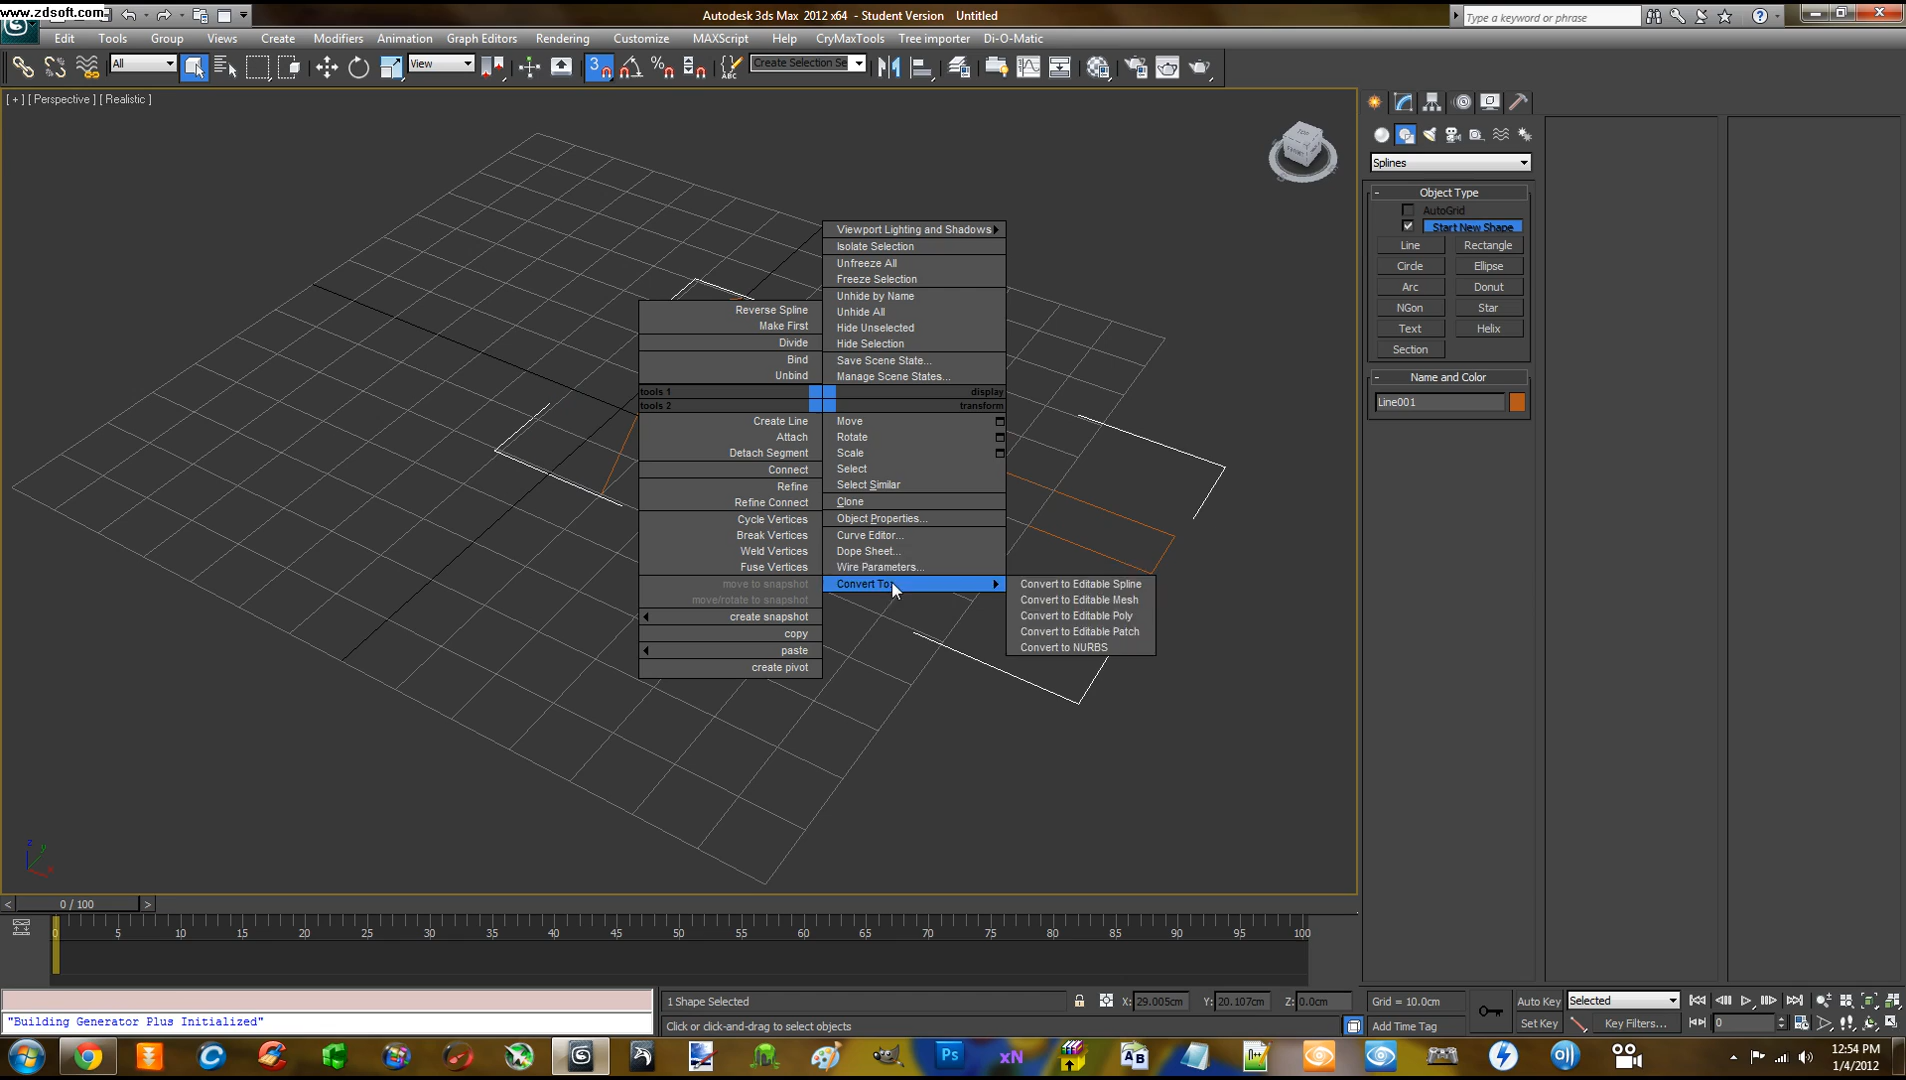 www.zdsoft.com
Autodesk 3ds Max 2012 x64 - Student Version Untitled
Type a keyword or phrase
Edit Tools Group Views Create Modifiers Animation Graph Editors Rendering Customize MAXScript Help CryMaxTools Tree importer Di-O-Matic
All
View
3
Create Selection Se
[ + ] [ Perspective ] [ Realistic ]
Splines
- Object Type
AutoGrid
Start New Shape
Line Rectangle
Circle Ellipse
Arc Donut
NGon Star
Text Helix
Section
- Name and Color
Line001
Viewport Lighting and Shadows
Isolate Selection
Unfreeze All
Freeze Selection
Unhide by Name
Unhide All
Hide Unselected
Hide Selection
Save Scene State...
Manage Scene States...
Reverse Spline
Make First
Divide
Bind
Unbind
tools 1 display
tools 2 transform
Create Line
Attach
Detach Segment
Connect
Refine
Refine Connect
Cycle Vertices
Break Vertices
Weld Vertices
Fuse Vertices
move to snapshot
move/rotate to snapshot
create snapshot
copy
paste
create pivot
Move
Rotate
Scale
Select
Select Similar
Clone
Object Properties...
Curve Editor...
Dope Sheet...
Wire Parameters...
Convert To:
Convert to Editable Spline
Convert to Editable Mesh
Convert to Editable Poly
Convert to Editable Patch
Convert to NURBS
z y x
< 0 / 100 >
0 5 10 15 20 25 30 35 40 45 50 55 60 65 70 75 80 85 90 95 100
"Building Generator Plus Initialized"
1 Shape Selected
X: 29.005cm Y: 20.107cm Z: 0.0cm Grid = 10.0cm
Click or click-and-drag to select objects
Add Time Tag
Auto Key Selected
Set Key Key Filters... 0
Ps xN AB
12:54 PM
1/4/2012